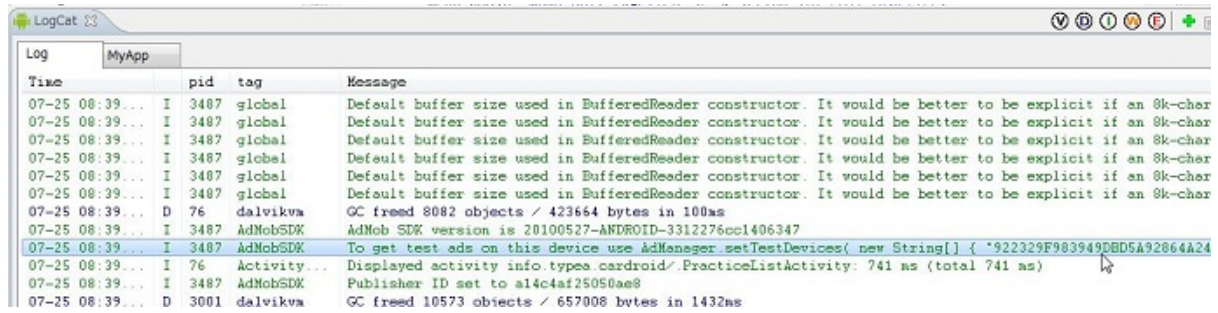 LogCat
V D I W E
Log MyApp
Time pid tag Message
07-25 08:39... I 3487 global Default buffer size used in BufferedReader constructor. It would be better to be explicit if an 8k-char
07-25 08:39... I 3487 global Default buffer size used in BufferedReader constructor. It would be better to be explicit if an 8k-char
07-25 08:39... I 3487 global Default buffer size used in BufferedReader constructor. It would be better to be explicit if an 8k-char
07-25 08:39... I 3487 global Default buffer size used in BufferedReader constructor. It would be better to be explicit if an 8k-char
07-25 08:39... I 3487 global Default buffer size used in BufferedReader constructor. It would be better to be explicit if an 8k-char
07-25 08:39... I 3487 global Default buffer size used in BufferedReader constructor. It would be better to be explicit if an 8k-char
07-25 08:39... D 76 dalvikvm GC freed 8082 objects / 423664 bytes in 100ms
07-25 08:39... I 3487 AdMobSDK AdMob SDK version is 20100527-ANDROID-3312276cc1406347
07-25 08:39... I 3487 AdMobSDK To get test ads on this device use AdManager.setTestDevices( new String[] { "922329F983949DBD5A92864A24
07-25 08:39... I 76 Activity... Displayed activity info.typea.cardroid/.PracticeListActivity: 741 ms (total 741 ms)
07-25 08:39... I 3487 AdMobSDK Publisher ID set to a14c4af25050ae8
07-25 08:39... D 3001 dalvikvm GC freed 10573 objects / 657008 bytes in 1432ms